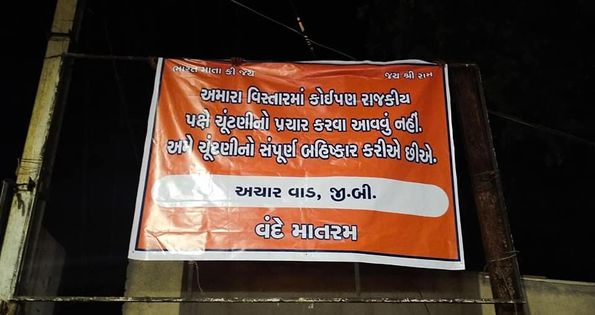 ભારત માતા કી જય
જય શ્રી રામ
અમારા વિસ્તારમાં કોઈપણ રાજકીય
પક્ષે ચૂંટણીનો પ્રચાર કરવા આવવું નહીં.
અમે ચૂંટણીનો સંપૂર્ણ બહિષ્કાર કરીએ છીએ.
અચાર વાડ, જી.બી.
વંદે માતરમ